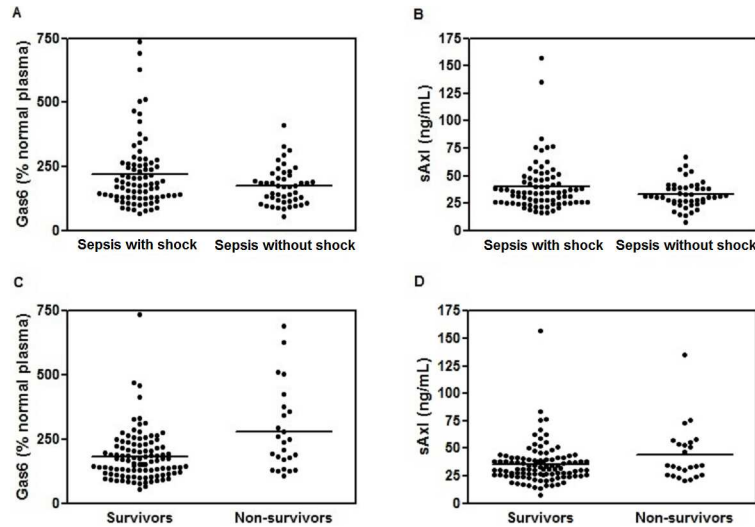 A
Gas6 (% normal plasma)
750
500
250
0
Sepsis with shock Sepsis without shock
B
sAxl (ng/mL)
175
150
125
100
75
50
25
0
Sepsis with shock Sepsis without shock
C
Gas6 (% normal plasma)
750
500
250
0
Survivors Non-survivors
D
sAxl (ng/mL)
175
150
125
100
75
50
25
0
Survivors Non-survivors